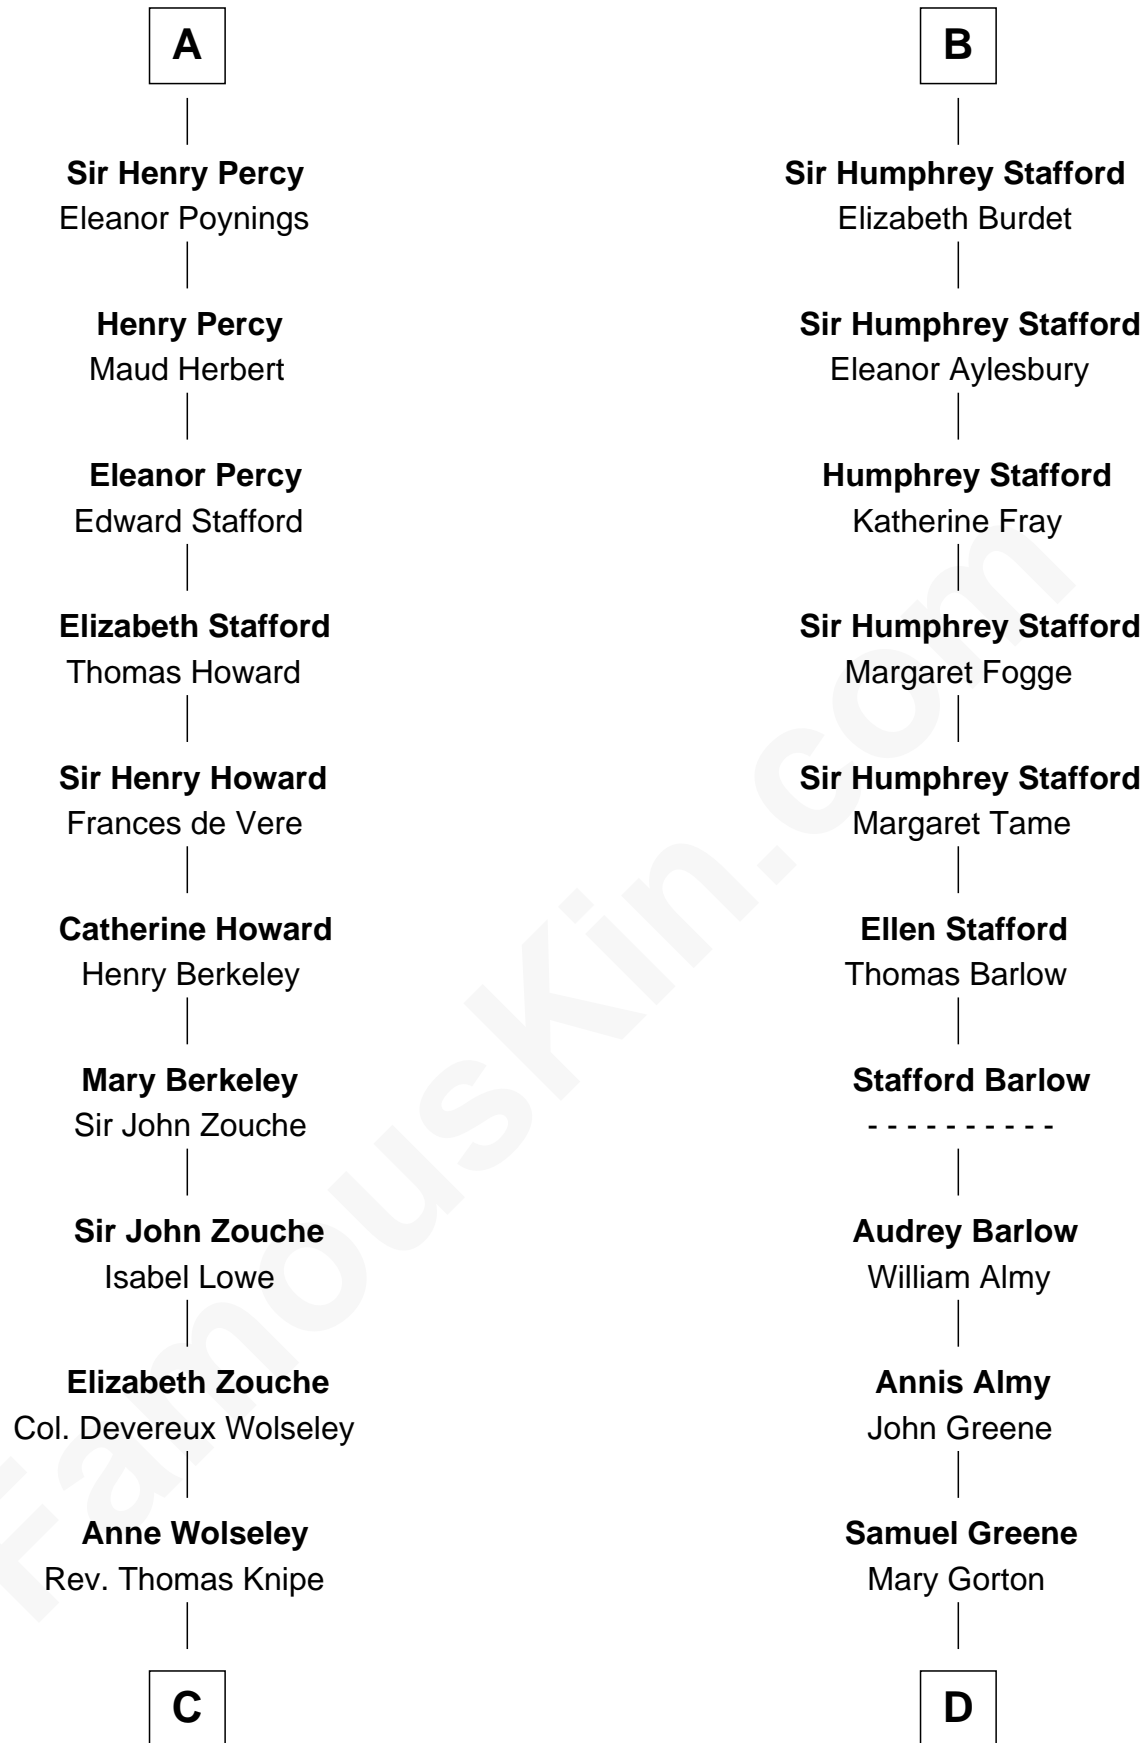 A
Sir Henry Percy
Eleanor Poynings
Henry Percy
Maud Herbert
Eleanor Percy
Edward Stafford
Elizabeth Stafford
Thomas Howard
Sir Henry Howard
Frances de Vere
Catherine Howard
Henry Berkeley
Mary Berkeley
Sir John Zouche
Sir John Zouche
Isabel Lowe
Elizabeth Zouche
Col. Devereux Wolseley
Anne Wolseley
Rev. Thomas Knipe
C
B
Sir Humphrey Stafford
Elizabeth Burdet
Sir Humphrey Stafford
Eleanor Aylesbury
Humphrey Stafford
Katherine Fray
Sir Humphrey Stafford
Margaret Fogge
Sir Humphrey Stafford
Margaret Tame
Ellen Stafford
Thomas Barlow
Stafford Barlow
- - - - - - - - - -
Audrey Barlow
William Almy
Annis Almy
John Greene
Samuel Greene
Mary Gorton
D
FamousKin.com